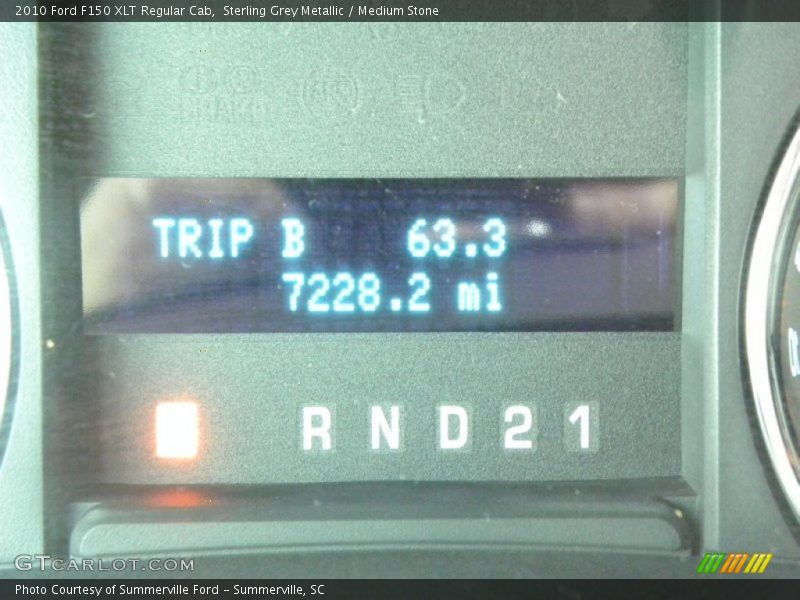 2010 Ford F150 XLT Regular Cab,  Sterling Grey Metallic / Medium Stone
TRIP B 63.3
7228.2 mi
R N D 2 1
GTCARLOT.COM
Photo Courtesy of Summerville Ford – Summerville, SC